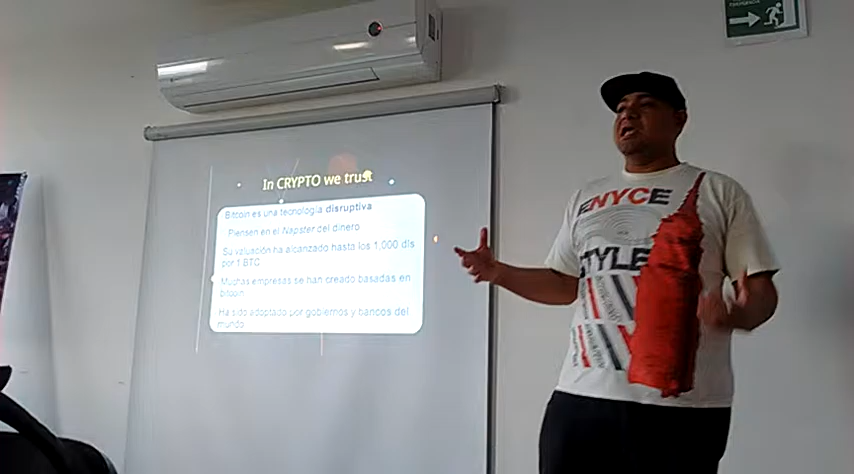 In CRYPTO we trust
Bitcoin es una tecnología disruptiva
Piensen en el Napster del dinero
Su valuación ha alcanzado hasta los 1,000 dls
por 1 BTC
Muchas empresas se han creado basadas en
bitcoin
Ha sido adoptado por gobiernos y bancos del
mundo
ENYCE
STYLE